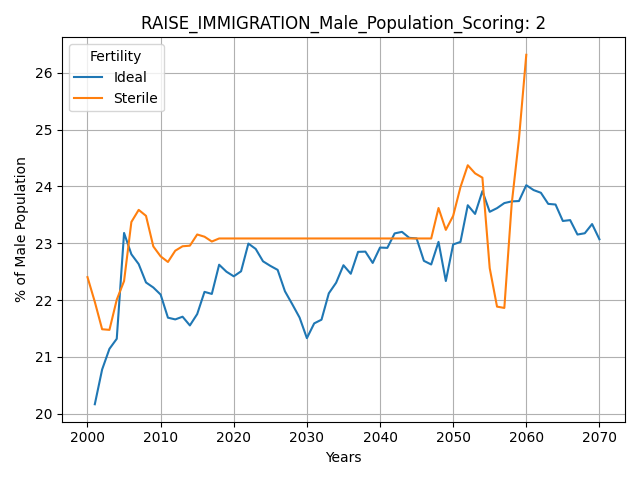 RAISE_IMMIGRATION_Male_Population_Scoring: 2
Fertility
Ideal
Sterile
% of Male Population
26
25
24
23
22
21
20
2000 2010 2020 2030 2040 2050 2060 2070
Years